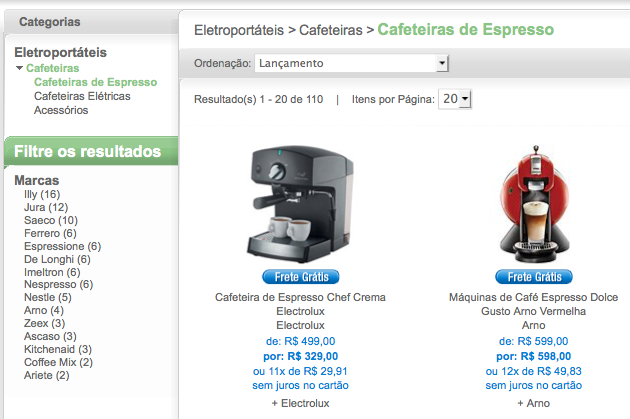 Categorias
Eletroportáteis
Cafeteiras
Cafeteiras de Espresso
Cafeteiras Elétricas
Acessórios
Filtre os resultados
Marcas
Illy (16)
Jura (12)
Saeco (10)
Ferrero (6)
Espressione (6)
De Longhi (6)
Imeltron (6)
Nespresso (6)
Nestle (5)
Arno (4)
Zeex (3)
Ascaso (3)
Kitchenaid (3)
Coffee Mix (2)
Ariete (2)
Eletroportáteis > Cafeteiras > Cafeteiras de Espresso
Ordenação: Lançamento
Resultado(s) 1 - 20 de 110 | Itens por Página: 20
Frete Grátis
Cafeteira de Espresso Chef Crema
Electrolux
Electrolux
de: R$ 499,00
por: R$ 329,00
ou 11x de R$ 29,91
sem juros no cartão
+ Electrolux
Frete Grátis
Máquinas de Café Espresso Dolce
Gusto Arno Vermelha
Arno
de: R$ 599,00
por: R$ 598,00
ou 12x de R$ 49,83
sem juros no cartão
+ Arno